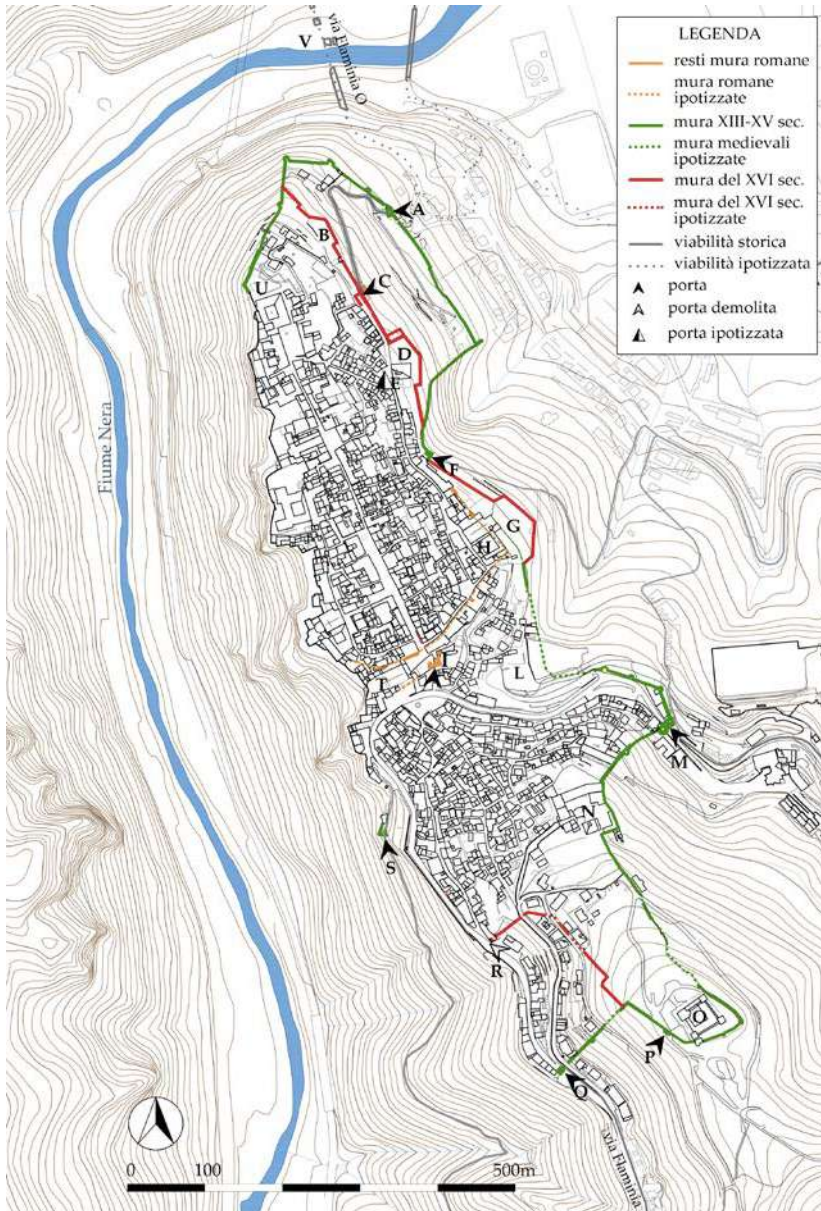 LEGENDA
resti mura romane
mura romane
ipotizzate
mura XIII-XV sec.
mura medievali
ipotizzate
mura del XVI sec.
mura del XVI sec.
ipotizzate
viabilità storica
viabilità ipotizzata
porta
porta demolita
porta ipotizzata
V
via Flaminia O
A
B
C
U
D
E
Fiume Nera
F
G
H
I
T
L
M
N
S
R
O
P
Q
via Flaminia
0 100 500m